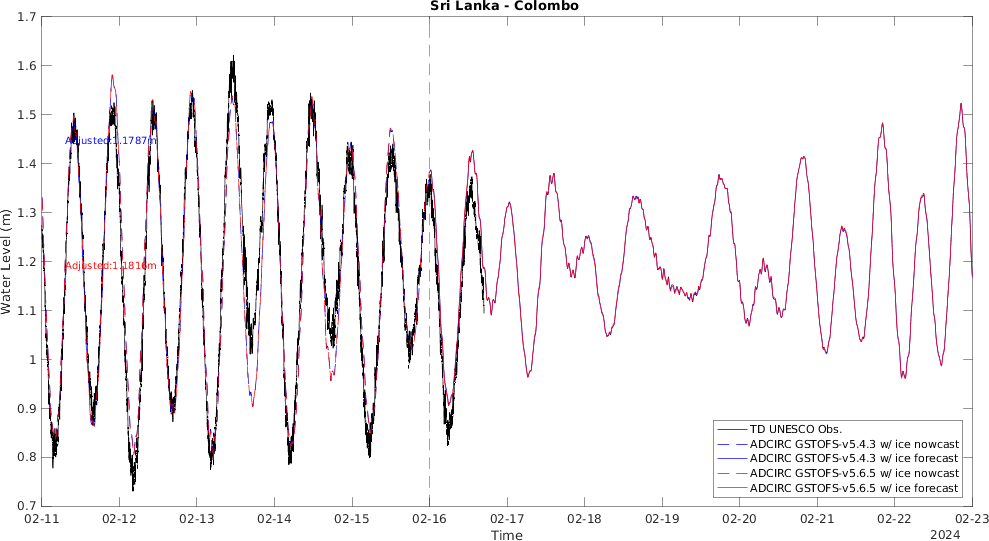 Sri Lanka - Colombo
Water Level (m)
1.7
1.6
1.5
1.4
1.3
1.2
1.1
1
0.9
0.8
0.7
Adjusted:1.1787m
Adjusted:1.1816m
TD UNESCO Obs.
ADCIRC GSTOFS-v5.4.3 w/ ice nowcast
ADCIRC GSTOFS-v5.4.3 w/ ice forecast
ADCIRC GSTOFS-v5.6.5 w/ ice nowcast
ADCIRC GSTOFS-v5.6.5 w/ ice forecast
02-11 02-12 02-13 02-14 02-15 02-16 02-17 02-18 02-19 02-20 02-21 02-22 02-23
Time
2024